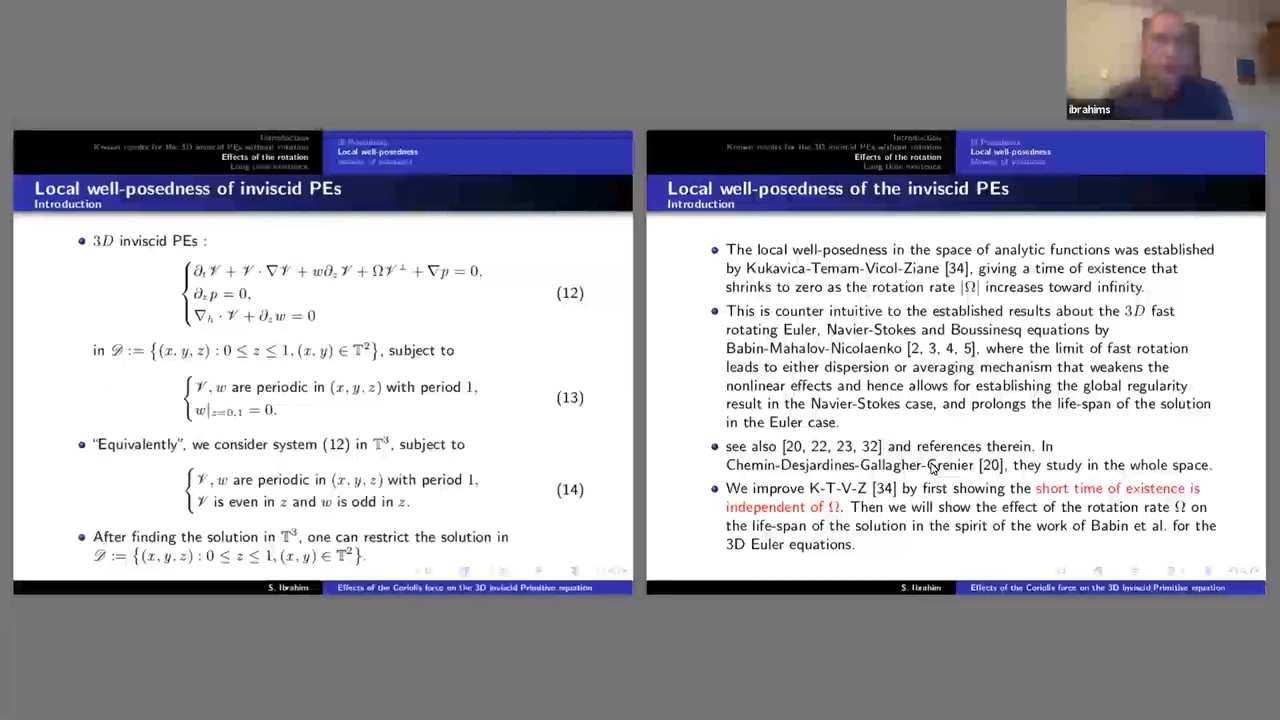 ibrahims
Introduction
Known results for the 3D inviscid PEs without rotation
Effects of the rotation
Long time existence
Local well-posedness
Local well-posedness of inviscid PEs
Introduction
3D inviscid PEs :
∂_t 𝒱 + 𝒱 · ∇𝒱 + w∂_z 𝒱 + Ω𝒱^⊥ + ∇p = 0,
∂_z p = 0,
∇_h · 𝒱 + ∂_z w = 0
(12)
in 𝒟 := {(x, y, z) : 0 ≤ z ≤ 1, (x, y) ∈ 𝕋²}, subject to
𝒱, w are periodic in (x, y, z) with period 1,
w|_{z=0,1} = 0.
(13)
"Equivalently", we consider system (12) in 𝕋³, subject to
𝒱, w are periodic in (x, y, z) with period 1,
𝒱 is even in z and w is odd in z.
(14)
After finding the solution in 𝕋³, one can restrict the solution in
𝒟 := {(x, y, z) : 0 ≤ z ≤ 1, (x, y) ∈ 𝕋²}.
S. Ibrahim
Effects of the Coriolis force on the 3D inviscid Primitive equation
Introduction
Known results for the 3D inviscid PEs without rotation
Effects of the rotation
Long time existence
Local well-posedness
Local well-posedness of the inviscid PEs
Introduction
The local well-posedness in the space of analytic functions was established
by Kukavica-Temam-Vicol-Ziane [34], giving a time of existence that
shrinks to zero as the rotation rate |Ω| increases toward infinity.
This is counter intuitive to the established results about the 3D fast
rotating Euler, Navier-Stokes and Boussinesq equations by
Babin-Mahalov-Nicolaenko [2, 3, 4, 5], where the limit of fast rotation
leads to either dispersion or averaging mechanism that weakens the
nonlinear effects and hence allows for establishing the global regularity
result in the Navier-Stokes case, and prolongs the life-span of the solution
in the Euler case.
see also [20, 22, 23, 32] and references therein. In
Chemin-Desjardines-Gallagher-Grenier [20], they study in the whole space.
We improve K-T-V-Z [34] by first showing the short time of existence is
independent of Ω. Then we will show the effect of the rotation rate Ω on
the life-span of the solution in the spirit of the work of Babin et al. for the
3D Euler equations.
S. Ibrahim
Effects of the Coriolis force on the 3D inviscid Primitive equation